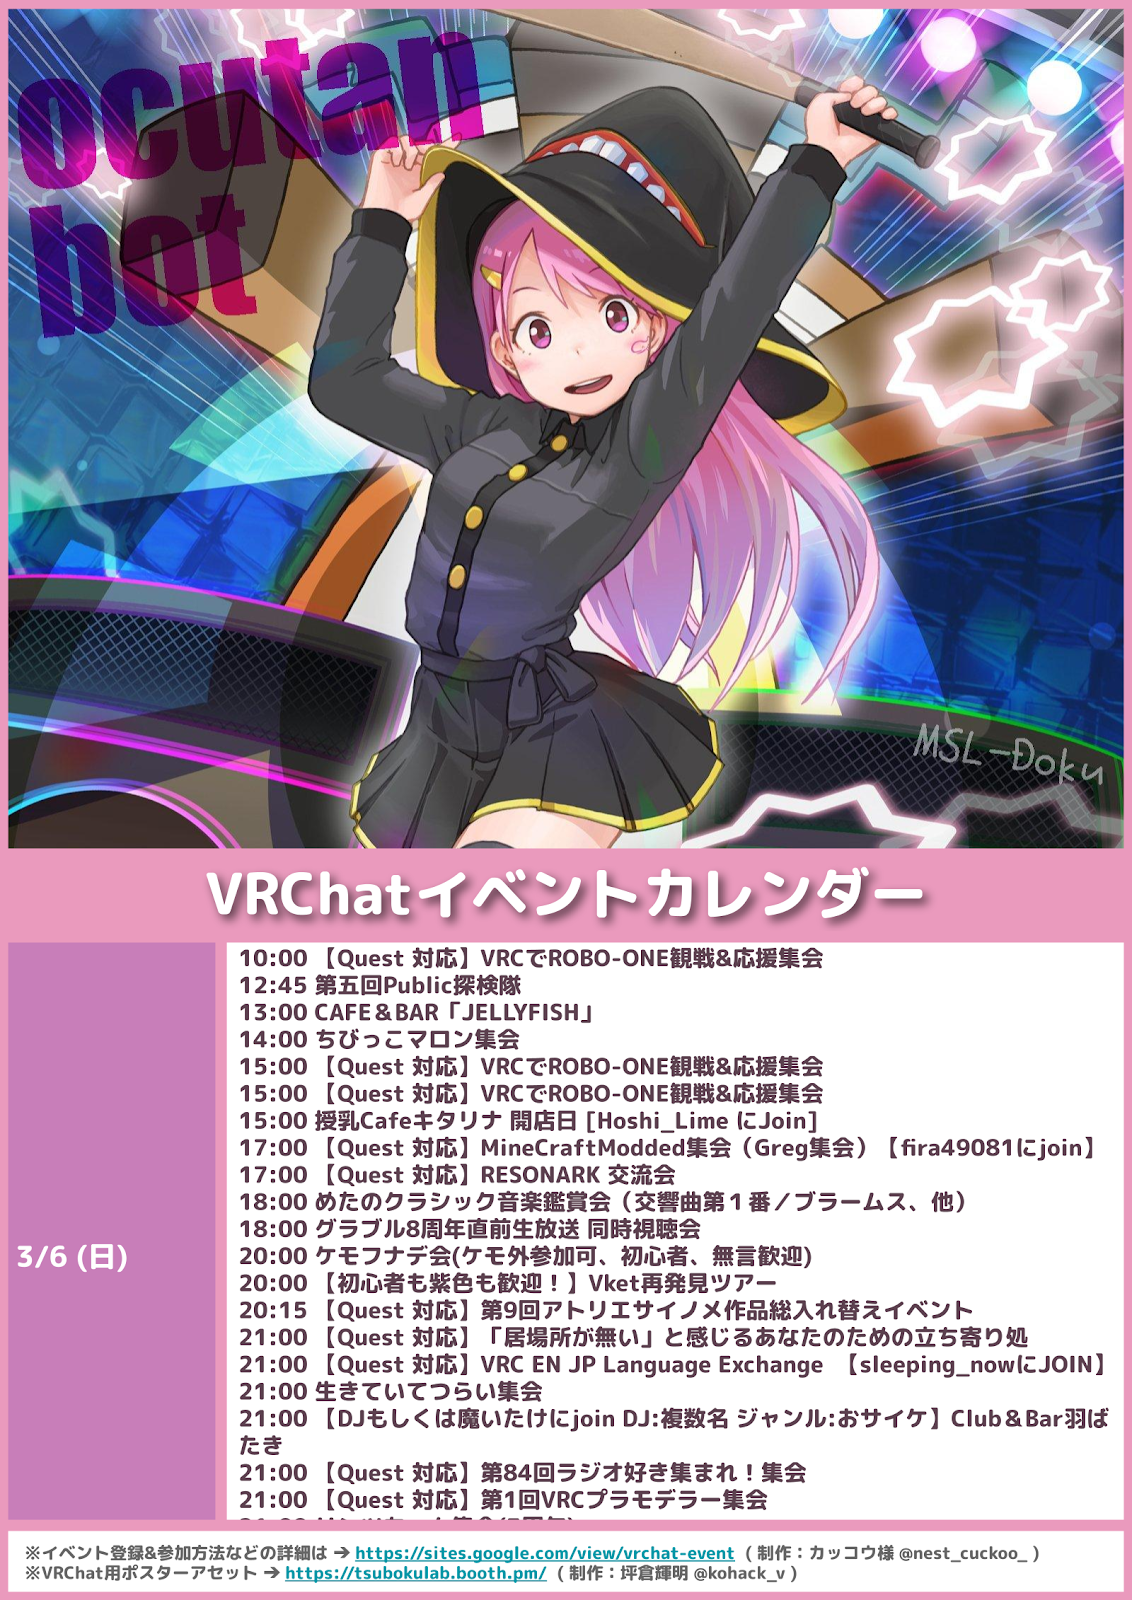 ocutan
bot
MSL-Doku
VRChatイベントカレンダー
3/6 (日)
10:00 【Quest 対応】VRCでROBO-ONE観戦&応援集会
12:45 第五回Public探検隊
13:00 CAFE＆BAR「JELLYFISH」
14:00 ちびっこマロン集会
15:00 【Quest 対応】VRCでROBO-ONE観戦&応援集会
15:00 【Quest 対応】VRCでROBO-ONE観戦&応援集会
15:00 授乳Cafeキタリナ 開店日 [Hoshi_Lime にJoin]
17:00 【Quest 対応】MineCraftModded集会（Greg集会）【fira49081にjoin】
17:00 【Quest 対応】RESONARK 交流会
18:00 めたのクラシック音楽鑑賞会（交響曲第１番／ブラームス、他）
18:00 グラブル8周年直前生放送 同時視聴会
20:00 ケモフナデ会(ケモ外参加可、初心者、無言歓迎)
20:00 【初心者も紫色も歓迎！】Vket再発見ツアー
20:15 【Quest 対応】第9回アトリエサイノメ作品総入れ替えイベント
21:00 【Quest 対応】「居場所が無い」と感じるあなたのための立ち寄り処
21:00 【Quest 対応】VRC EN JP Language Exchange 【sleeping_nowにJOIN】
21:00 生きていてつらい集会
21:00 【DJもしくは魔いたけにjoin DJ:複数名 ジャンル:おサイケ】Club＆Bar羽ば
たき
21:00 【Quest 対応】第84回ラジオ好き集まれ！集会
21:00 【Quest 対応】第1回VRCプラモデラー集会
※イベント登録&参加方法などの詳細は ➔ https://sites.google.com/view/vrchat-event ( 制作：カッコウ様 @nest_cuckoo_ )
※VRChat用ポスターアセット ➔ https://tsubokulab.booth.pm/ ( 制作：坪倉輝明 @kohack_v )